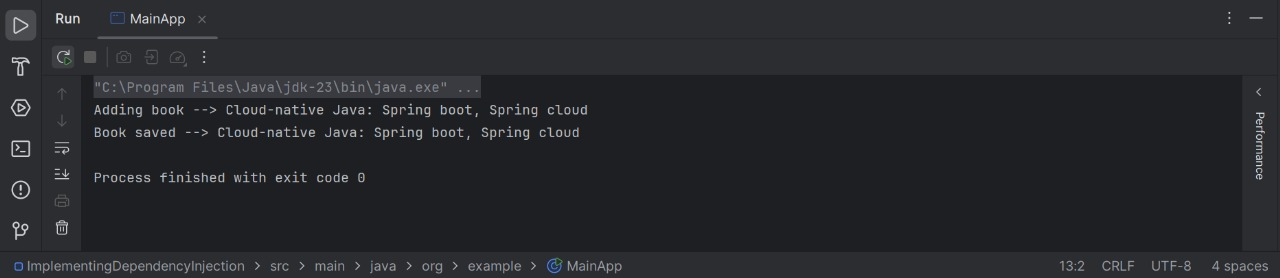 Run MainApp
"C:\Program Files\Java\jdk-23\bin\java.exe" ...
Adding book --> Cloud-native Java: Spring boot, Spring cloud
Book saved --> Cloud-native Java: Spring boot, Spring cloud
Process finished with exit code 0
Performance
ImplementingDependencyInjection > src > main > java > org > example > MainApp 13:2 CRLF UTF-8 4 spaces